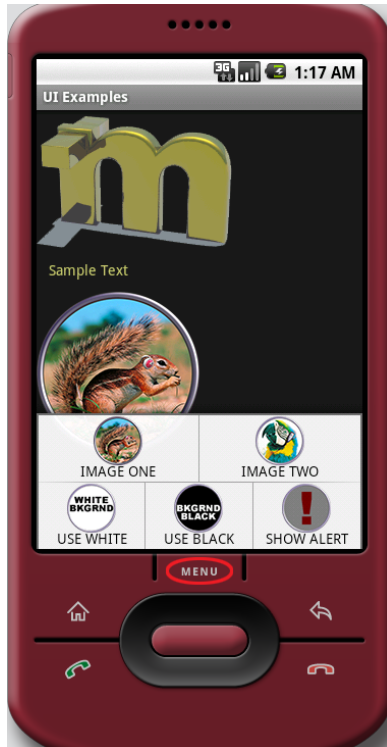 3G 1:17 AM
UI Examples
m
Sample Text
IMAGE ONE IMAGE TWO
WHITE
BKGRND
BKGRND
BLACK
!
USE WHITE USE BLACK SHOW ALERT
MENU